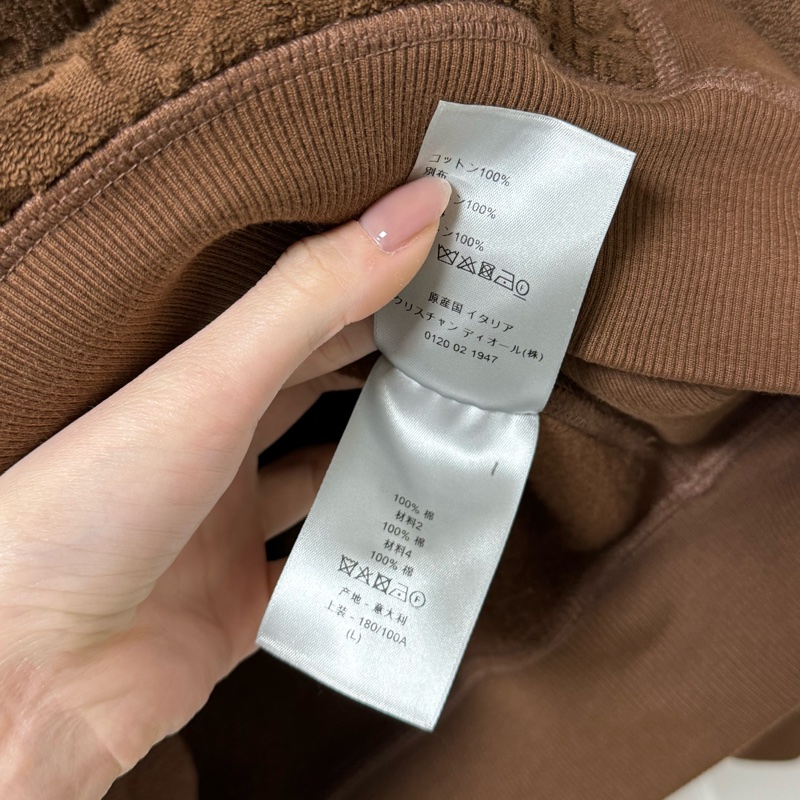 コットン100%
別布
ン100%
ン100%
原産国 イタリア
クリスチャン ディオール(株)
0120 02 1947
100% 棉
材料2
100% 棉
材料4
100% 棉
产地 - 意大利
上装 - 180/100A
(L)